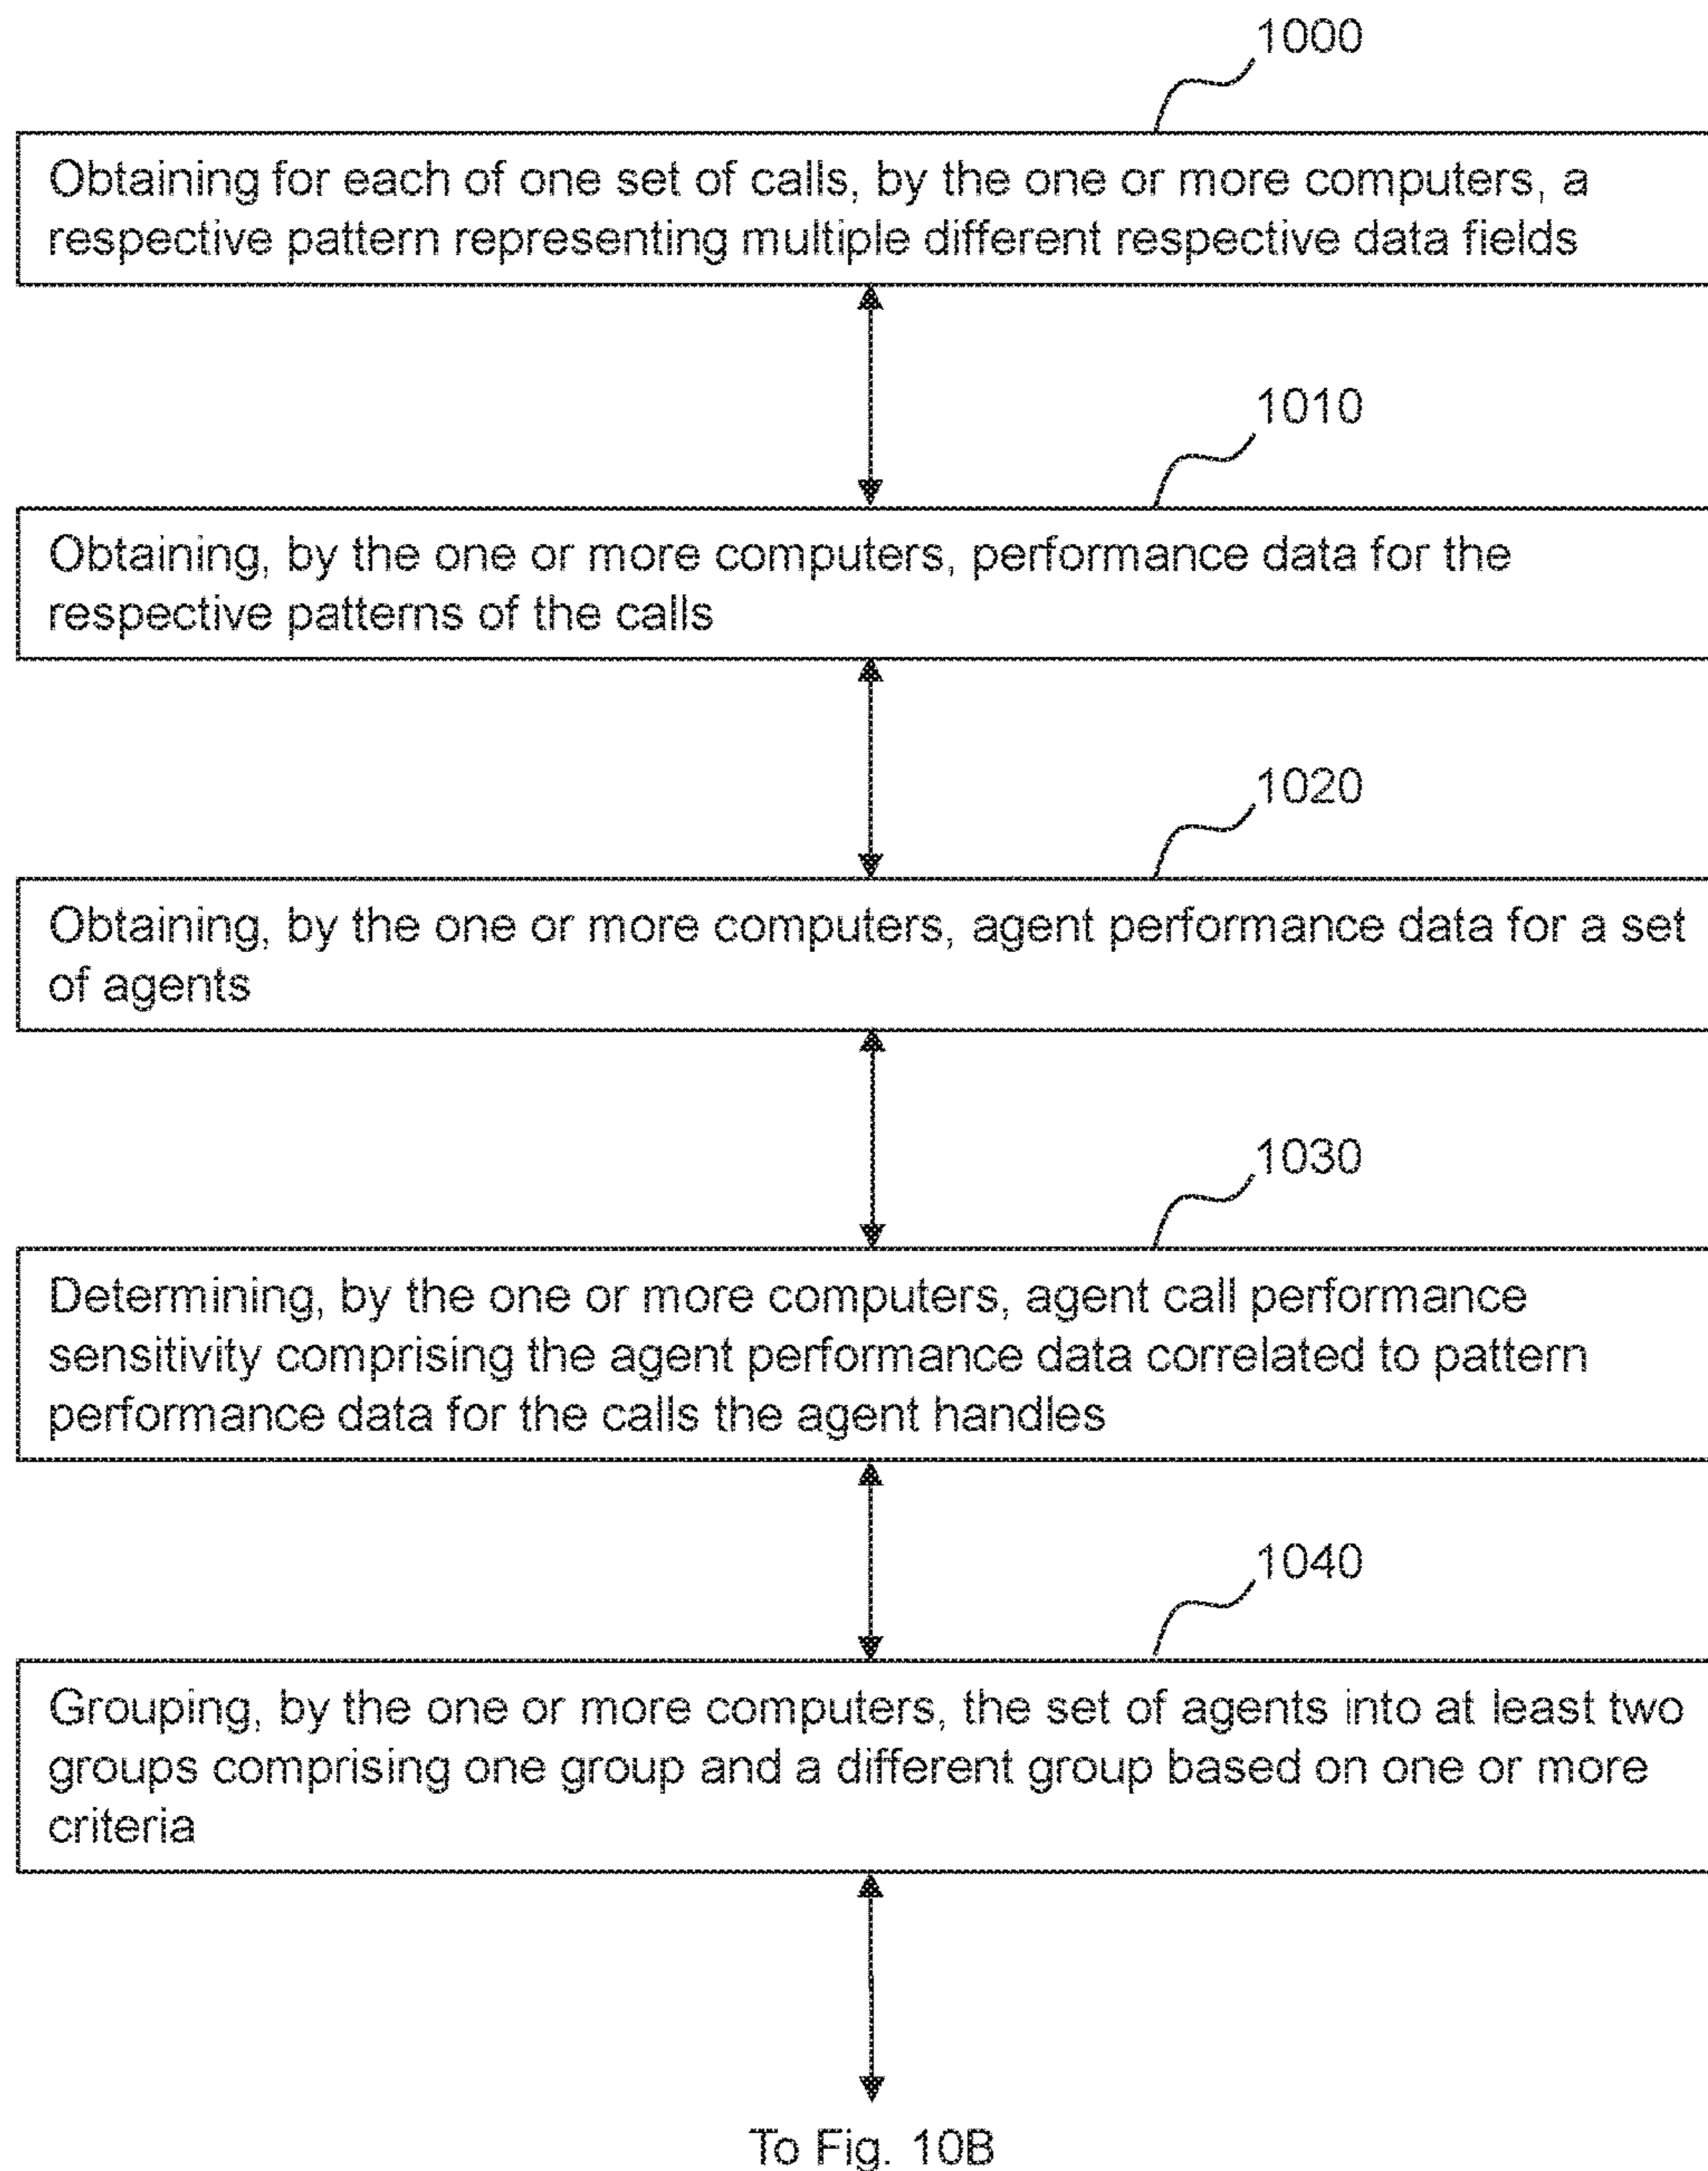 1000
Obtaining for each of one set of calls, by the one or more computers, a
respective pattern representing multiple different respective data fields
1010
Obtaining, by the one or more computers, performance data for the
respective patterns of the calls
1020
Obtaining, by the one or more computers, agent performance data for a set
of agents
1030
Determining, by the one or more computers, agent call performance
sensitivity comprising the agent performance data correlated to pattern
performance data for the calls the agent handles
1040
Grouping, by the one or more computers, the set of agents into at least two
groups comprising one group and a different group based on one or more
criteria
To Fig. 10B